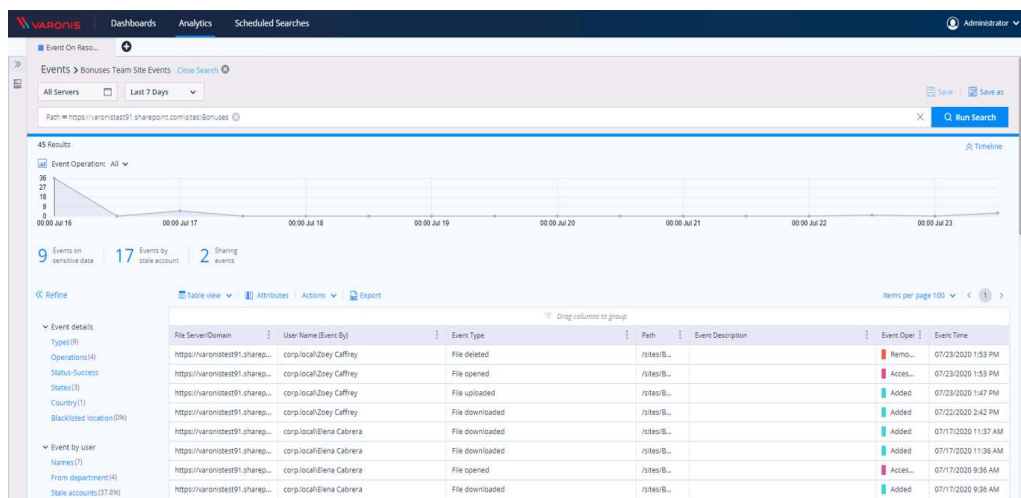 VARONIS Dashboards Analytics Scheduled Searches Administrator
Event On Reso...
Events > Bonuses Team Site Events Close Search
All Servers Last 7 Days Save Save as
Path = https://varonistest91.sharepoint.com\sites\Bonuses Run Search
45 Results Timeline
Event Operation: All
36
27
18
9
0
00:00 Jul 16 00:00 Jul 17 00:00 Jul 18 00:00 Jul 19 00:00 Jul 20 00:00 Jul 21 00:00 Jul 22 00:00 Jul 23
9 Events on sensitive data 17 Events by stale account 2 Sharing events
Refine Table view Attributes Actions Export Items per page 100 < 1 >
Drag columns to group
Event details
Types(9)
Operations(4)
Status-Success
States(3)
Country(1)
Blacklisted location(0%)
Event by user
Names(7)
From department(4)
Stale accounts(37.8%)
File Server/Domain User Name (Event By) Event Type Path Event Description Event Oper Event Time
https://varonistest91.sharep... corp.local\Zoey Caffrey File deleted /sites/B... Remo... 07/23/2020 1:53 PM
https://varonistest91.sharep... corp.local\Zoey Caffrey File opened /sites/B... Acces... 07/23/2020 1:53 PM
https://varonistest91.sharep... corp.local\Zoey Caffrey File uploaded /sites/B... Added 07/23/2020 1:47 PM
https://varonistest91.sharep... corp.local\Zoey Caffrey File downloaded /sites/B... Added 07/22/2020 2:42 PM
https://varonistest91.sharep... corp.local\Elena Cabrera File downloaded /sites/B... Added 07/17/2020 11:37 AM
https://varonistest91.sharep... corp.local\Elena Cabrera File downloaded /sites/B... Added 07/17/2020 11:36 AM
https://varonistest91.sharep... corp.local\Elena Cabrera File opened /sites/B... Acces... 07/17/2020 9:36 AM
https://varonistest91.sharep... corp.local\Elena Cabrera File downloaded /sites/B... Added 07/17/2020 9:36 AM